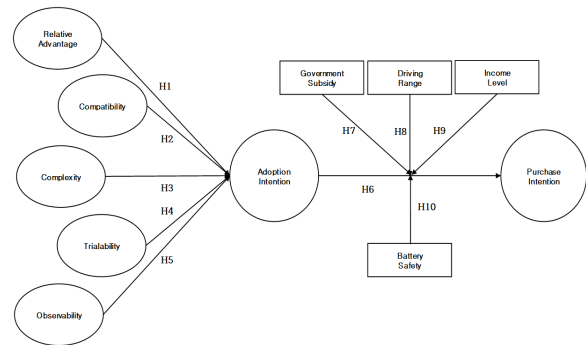 Relative
Advantage
H1
Compatibility
H2
Complexity
H3
H4
Trialability
H5
Observability
Adoption
Intention
Government
Subsidy
Driving
Range
Income
Level
H7
H8
H9
H6
H10
Battery
Safety
Purchase
Intention